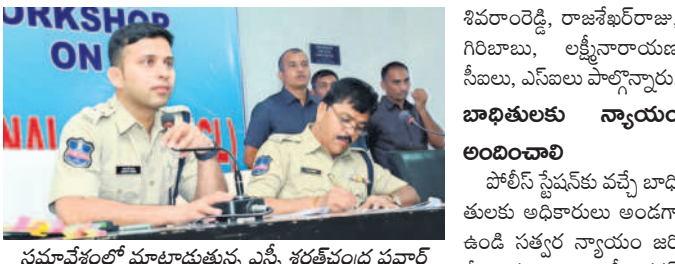 WORKSHOP
ON
సమావేశంలో మాట్లాడుతున్న ఎస్పీ శరత్‌చంద్ర పవార్
శివరాంరెడ్డి, రాజశేఖర్‌రాజు,
గిరిబాబు, లక్ష్మీనారాయణ
సీఐలు, ఎస్ఐలు పాల్గొన్నారు.
బాధితులకు న్యాయం
అందించాలి
పోలీస్ స్టేషన్‌కు వచ్చే బాధి
తులకు అధికారులు అండగా
ఉండి సత్వర న్యాయం జరి